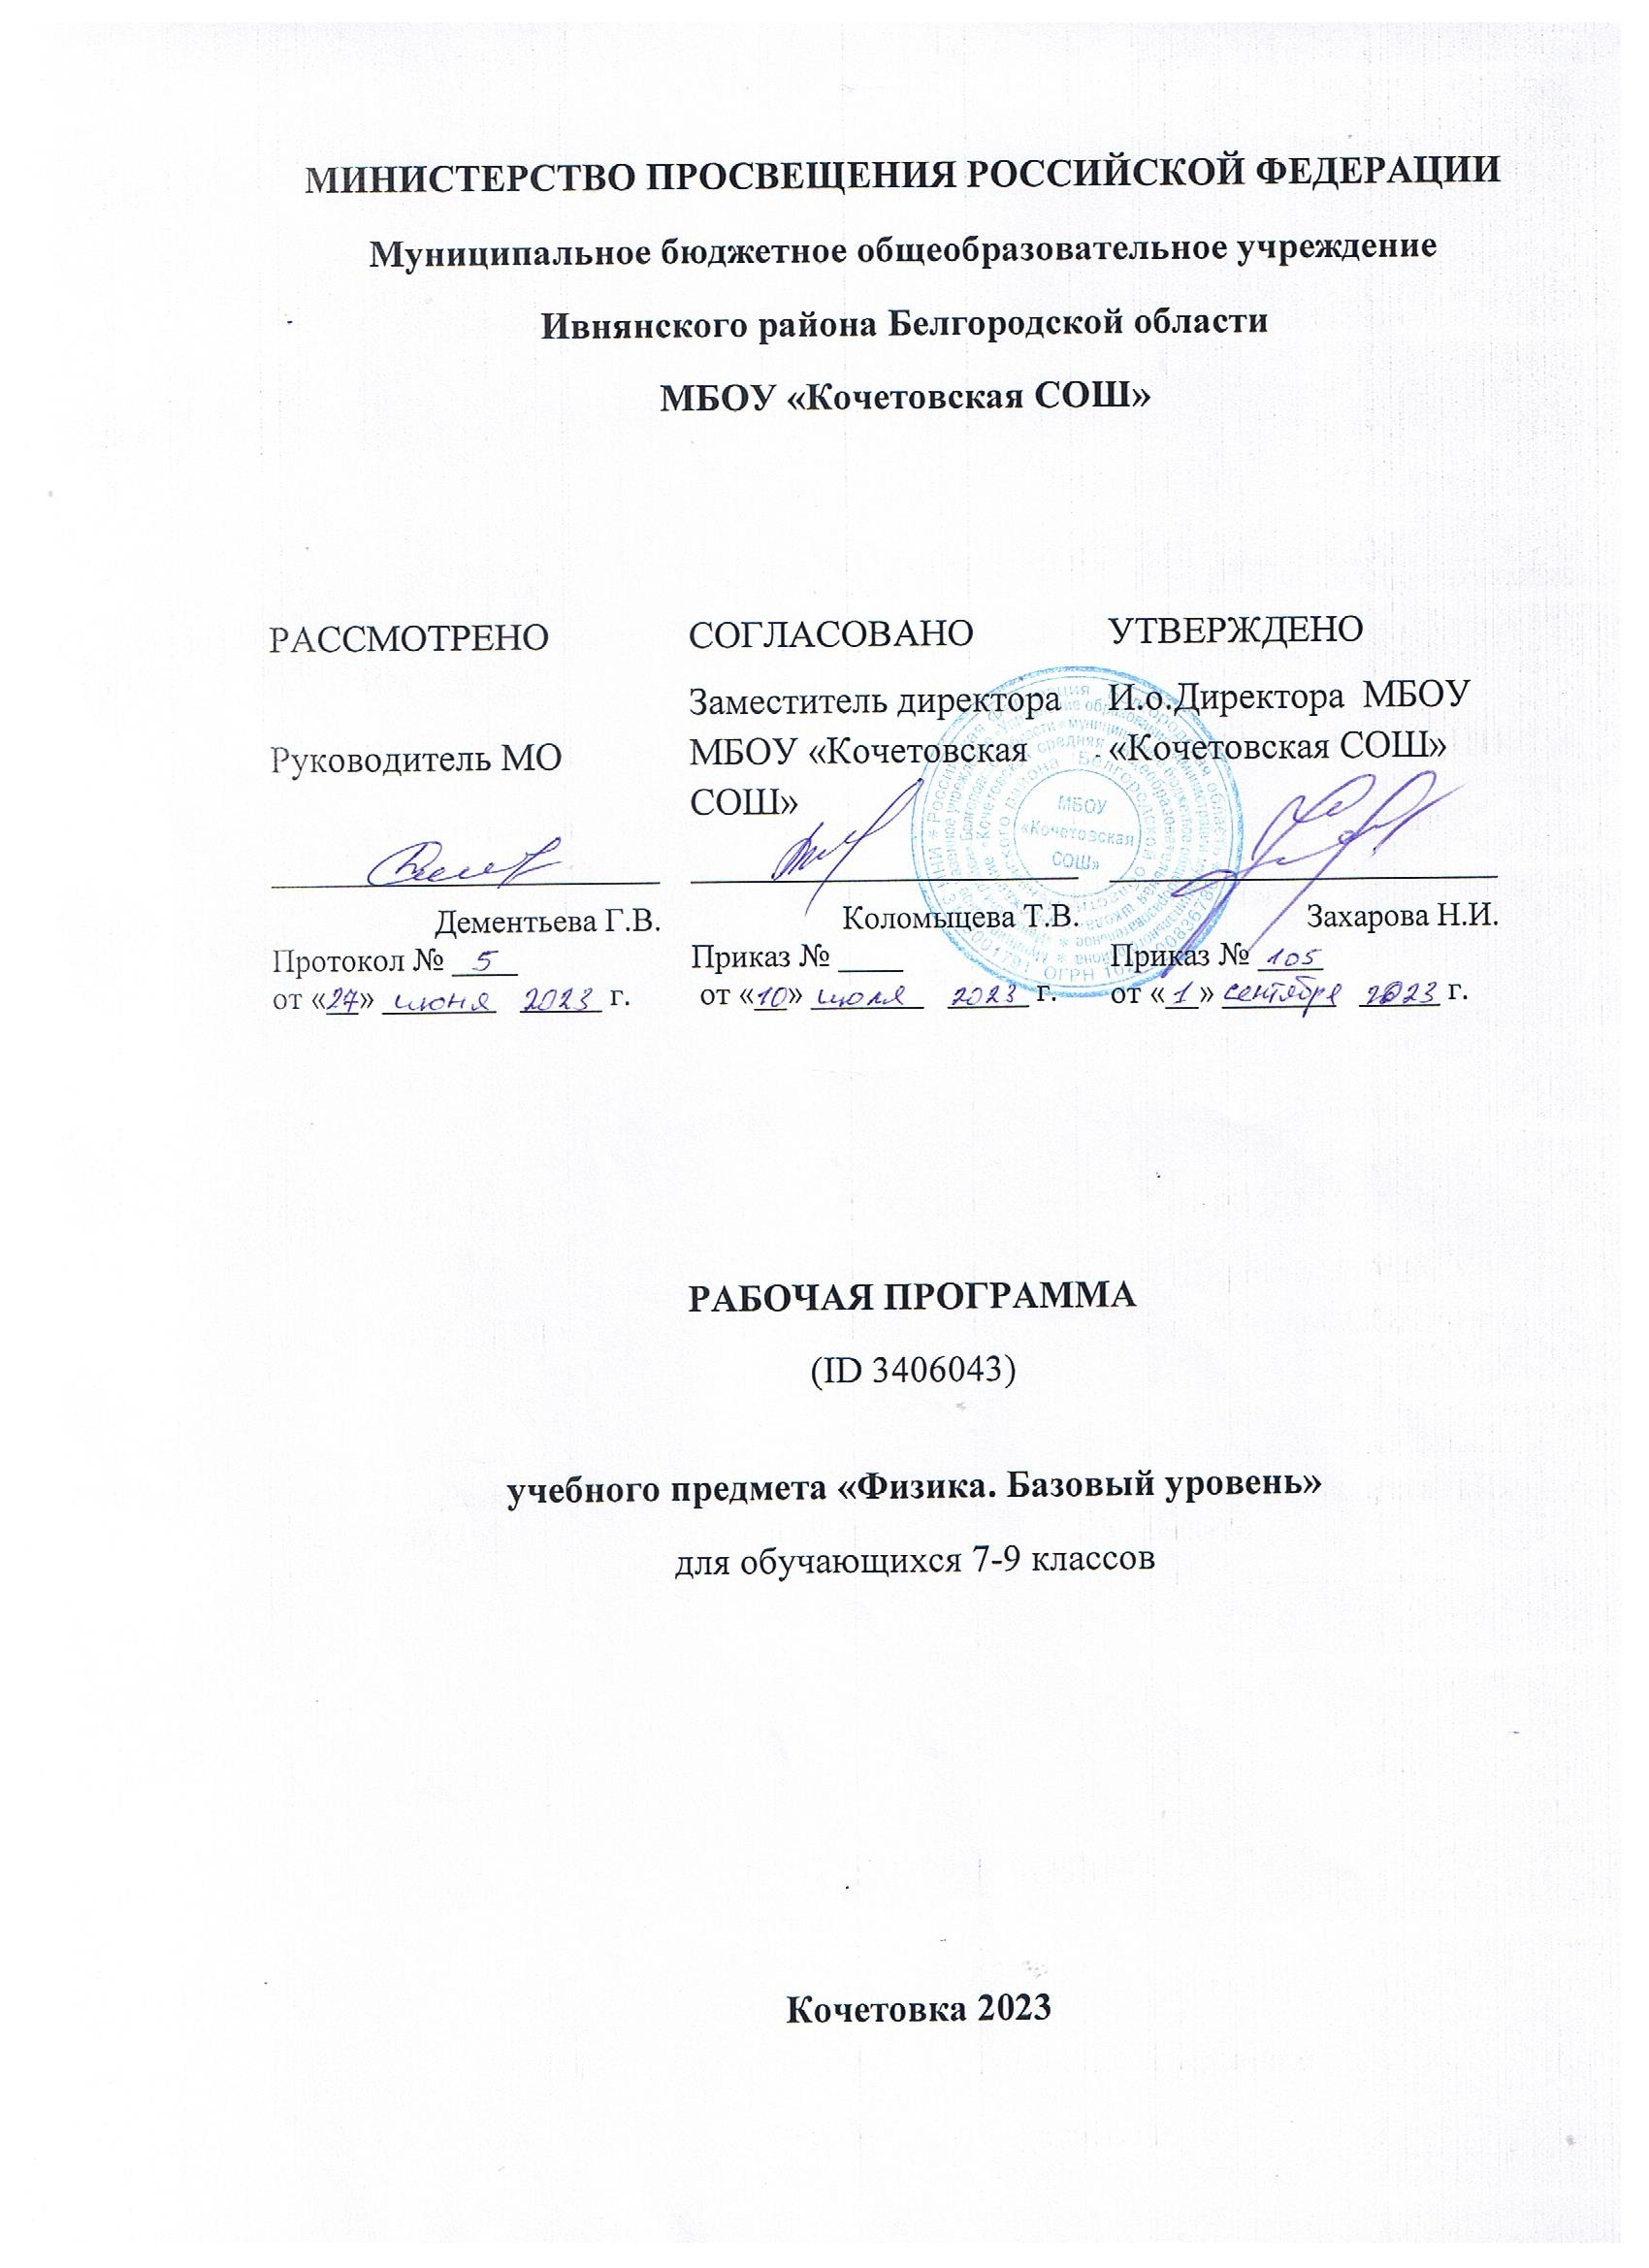 МИНИСТЕРСТВО ПРОСВЕЩЕНИЯ РОССИЙСКОЙ ФЕДЕРАЦИИ
Муниципальное бюджетное общеобразовательное учреждение
Ивнянского района Белгородской области
МБОУ «Кочетовская СОШ»
РАССМОТРЕНО
Руководитель МО
Дементьева Г.В.
Протокол № 5
от «27» июня 2023 г.
СОГЛАСОВАНО
Заместитель директора
МБОУ «Кочетовская
СОШ»
Коломыцева Т.В.
Приказ № ____
от «10» июля 2023 г.
УТВЕРЖДЕНО
И.о.Директора МБОУ
«Кочетовская СОШ»
Захарова Н.И.
Приказ № 105
от «1» сентября 2023 г.
МБОУ
«Кочетовская
СОШ»
РАБОЧАЯ ПРОГРАММА
(ID 3406043)
учебного предмета «Физика. Базовый уровень»
для обучающихся 7-9 классов
Кочетовка 2023